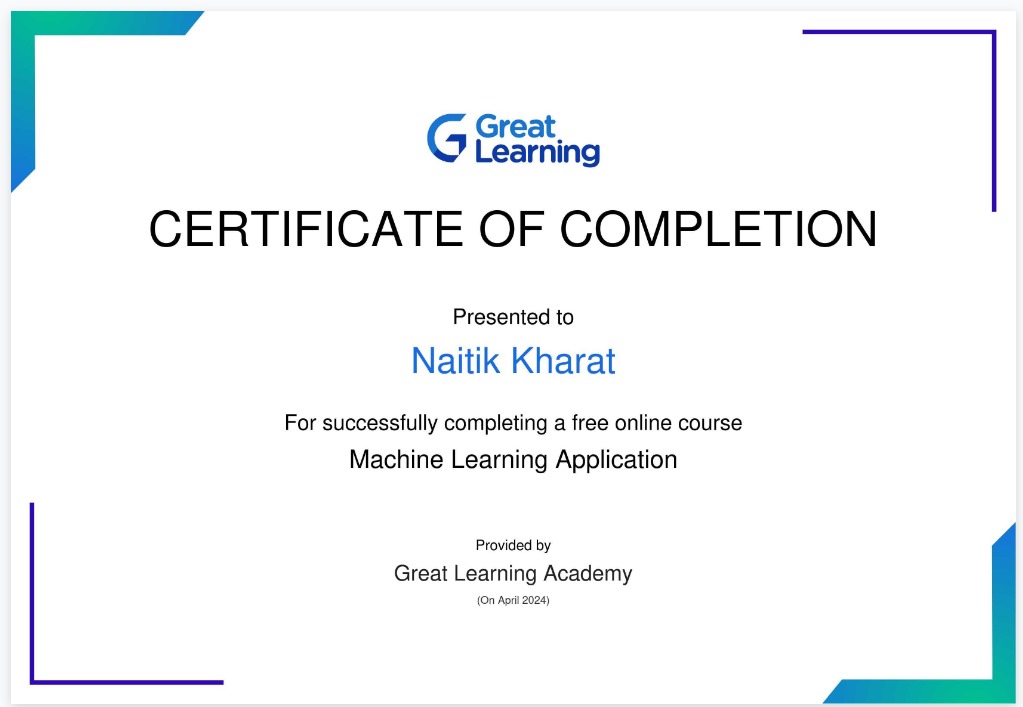 Great
Learning
CERTIFICATE OF COMPLETION
Presented to
Naitik Kharat
For successfully completing a free online course
Machine Learning Application
Provided by
Great Learning Academy
(On April 2024)